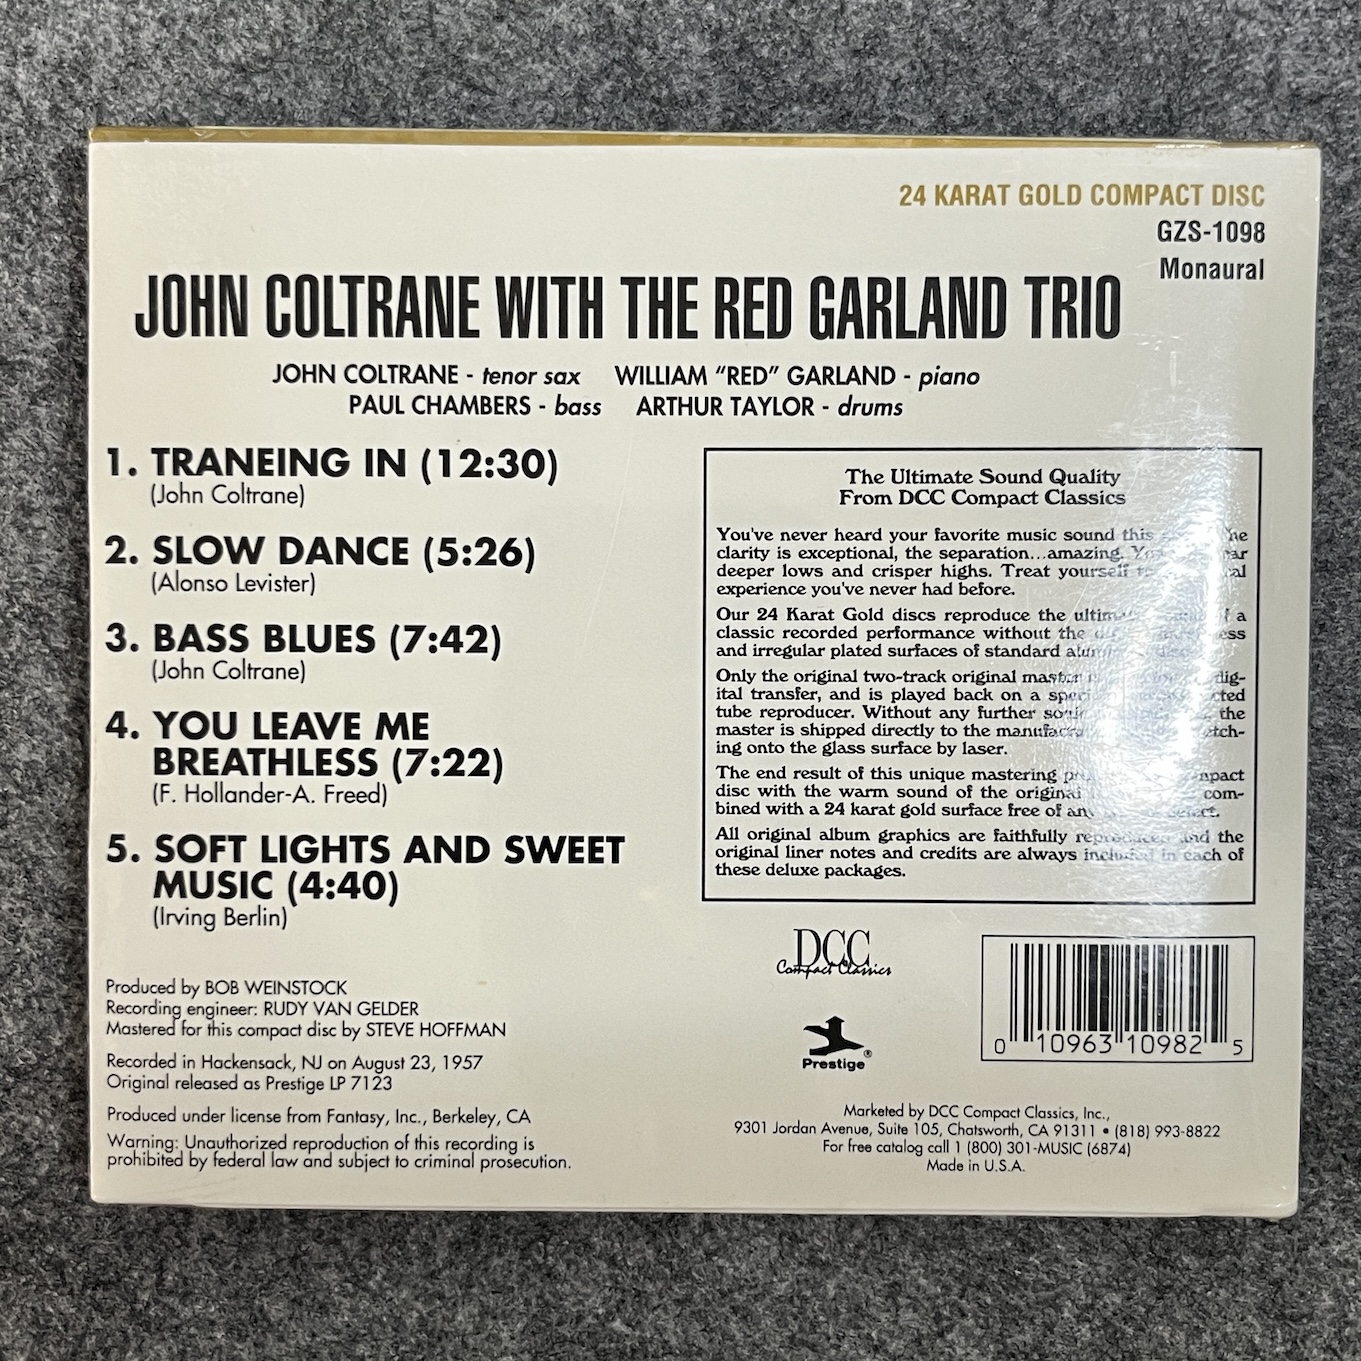 24 KARAT GOLD COMPACT DISC
GZS-1098
Monaural
JOHN COLTRANE WITH THE RED GARLAND TRIO
JOHN COLTRANE - tenor sax WILLIAM “RED” GARLAND - piano
PAUL CHAMBERS - bass ARTHUR TAYLOR - drums
1. TRANEING IN (12:30)
(John Coltrane)
2. SLOW DANCE (5:26)
(Alonso Levister)
3. BASS BLUES (7:42)
(John Coltrane)
4. YOU LEAVE ME
BREATHLESS (7:22)
(F. Hollander-A. Freed)
5. SOFT LIGHTS AND SWEET
MUSIC (4:40)
(Irving Berlin)
Produced by BOB WEINSTOCK
Recording engineer: RUDY VAN GELDER
Mastered for this compact disc by STEVE HOFFMAN
Recorded in Hackensack, NJ on August 23, 1957
Original released as Prestige LP 7123
Produced under license from Fantasy, Inc., Berkeley, CA
Warning: Unauthorized reproduction of this recording is
prohibited by federal law and subject to criminal prosecution.
The Ultimate Sound Quality
From DCC Compact Classics
You've never heard your favorite music sound this
clarity is exceptional, the separation...amazing.
deeper lows and crisper highs. Treat yourself
experience you've never had before.
Our 24 Karat Gold discs reproduce the a
classic recorded performance without the
and irregular plated surfaces of standard
Only the original two-track original master dig-
ital transfer, and is played back on a
tube reproducer. Without any further the
master is shipped directly to the etch-
ing onto the glass surface by laser.
The end result of this unique mastering
disc with the warm sound of the original com-
bined with a 24 karat gold surface free of any
All original album graphics are faithfully reproduced and the
original liner notes and credits are always included in each of
these deluxe packages.
DCC
Compact Classics
Prestige®
0 10963 10982 5
Marketed by DCC Compact Classics, Inc.,
9301 Jordan Avenue, Suite 105, Chatsworth, CA 91311 • (818) 993-8822
For free catalog call 1 (800) 301-MUSIC (6874)
Made in U.S.A.